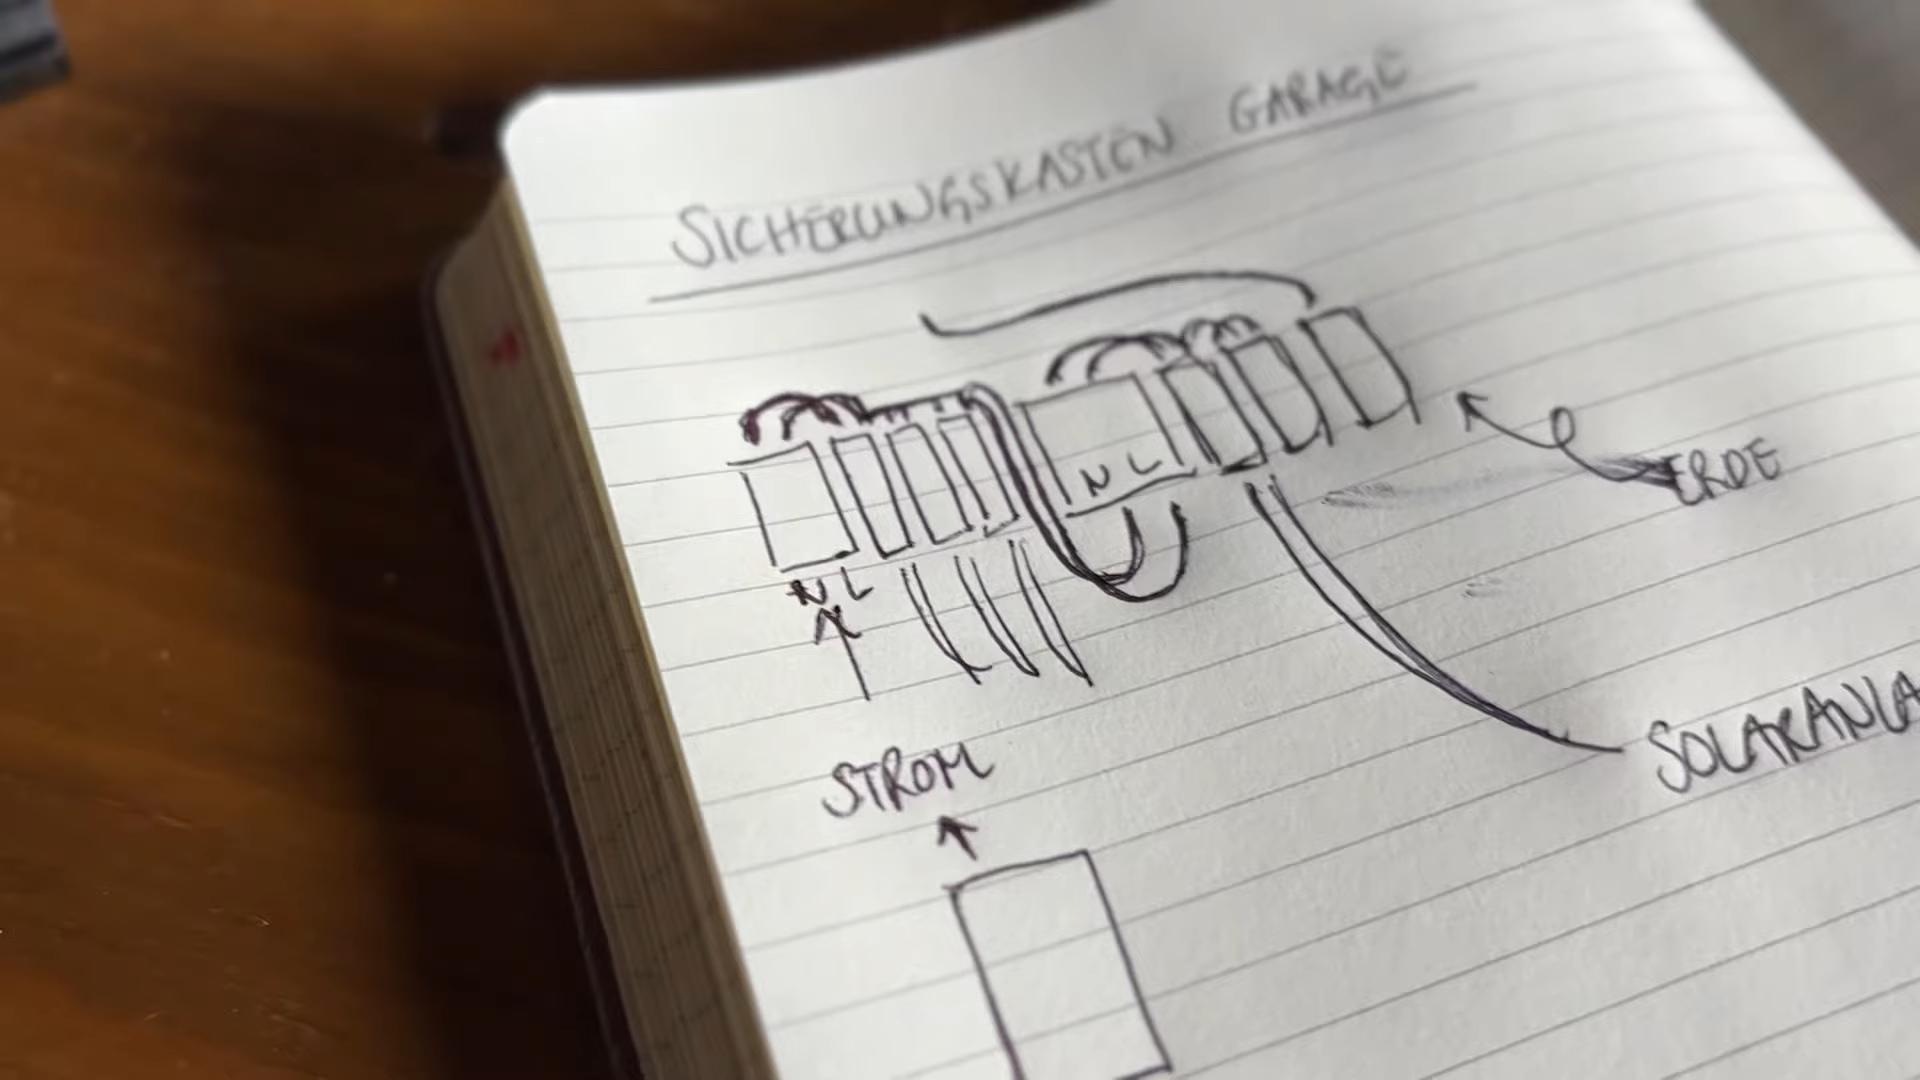 SICHERUNGSKASTEN GARAGE
N L
ERDE
N L
STROM
SOLARANLA